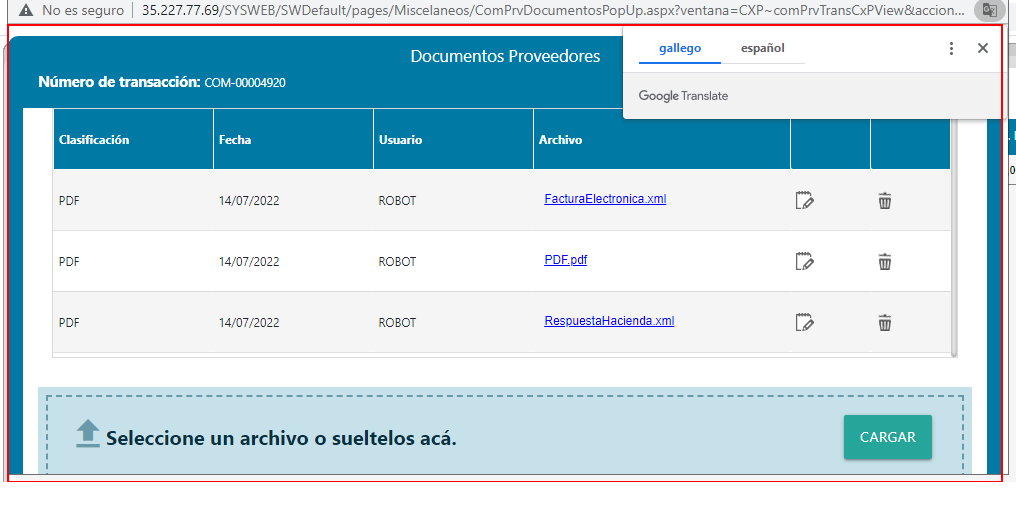 No es seguro 35.227.77.69/SYSWEB/SWDefault/pages/Miscelaneos/ComPrvDocumentosPopUp.aspx?ventana=CXP~comPrvTransCxPView&accion...
Documentos Proveedores
gallego español
Número de transacción: COM-00004920
Google Translate
Clasificación Fecha Usuario Archivo
PDF 14/07/2022 ROBOT FacturaElectronica.xml
PDF 14/07/2022 ROBOT PDF.pdf
PDF 14/07/2022 ROBOT RespuestaHacienda.xml
Seleccione un archivo o sueltelos acá.
CARGAR